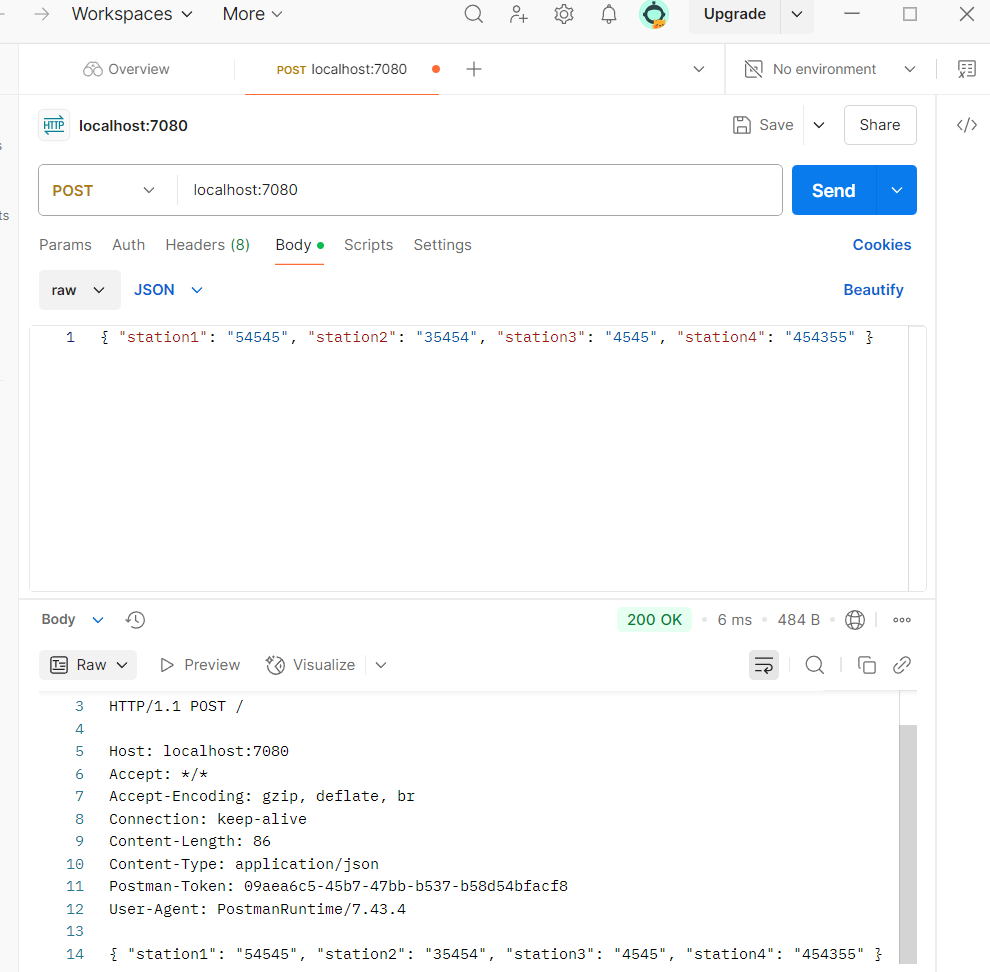 Workspaces More Upgrade
Overview POST localhost:7080 No environment
HTTP localhost:7080 Save Share
POST localhost:7080 Send
Params Auth Headers (8) Body Scripts Settings Cookies
raw JSON Beautify
1 { "station1": "54545", "station2": "35454", "station3": "4545", "station4": "454355" }
Body 200 OK 6 ms 484 B
Raw Preview Visualize
3 HTTP/1.1 POST /
4
5 Host: localhost:7080
6 Accept: */*
7 Accept-Encoding: gzip, deflate, br
8 Connection: keep-alive
9 Content-Length: 86
10 Content-Type: application/json
11 Postman-Token: 09aea6c5-45b7-47bb-b537-b58d54bfacf8
12 User-Agent: PostmanRuntime/7.43.4
13
14 { "station1": "54545", "station2": "35454", "station3": "4545", "station4": "454355" }